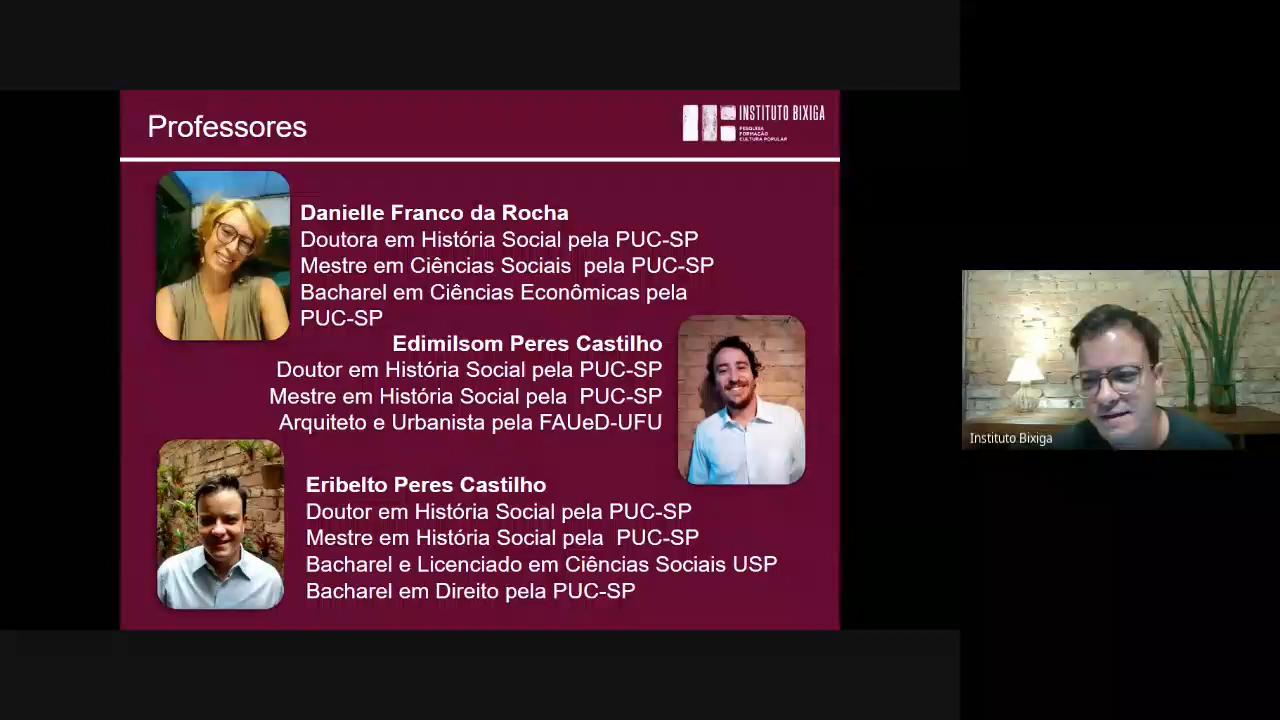 Professores
INSTITUTO BIXIGA
PESQUISA
FORMAÇÃO
CULTURA POPULAR
Danielle Franco da Rocha
Doutora em História Social pela PUC-SP
Mestre em Ciências Sociais pela PUC-SP
Bacharel em Ciências Econômicas pela
PUC-SP
Edimilsom Peres Castilho
Doutor em História Social pela PUC-SP
Mestre em História Social pela PUC-SP
Arquiteto e Urbanista pela FAUeD-UFU
Eribelto Peres Castilho
Doutor em História Social pela PUC-SP
Mestre em História Social pela PUC-SP
Bacharel e Licenciado em Ciências Sociais USP
Bacharel em Direito pela PUC-SP
Instituto Bixiga